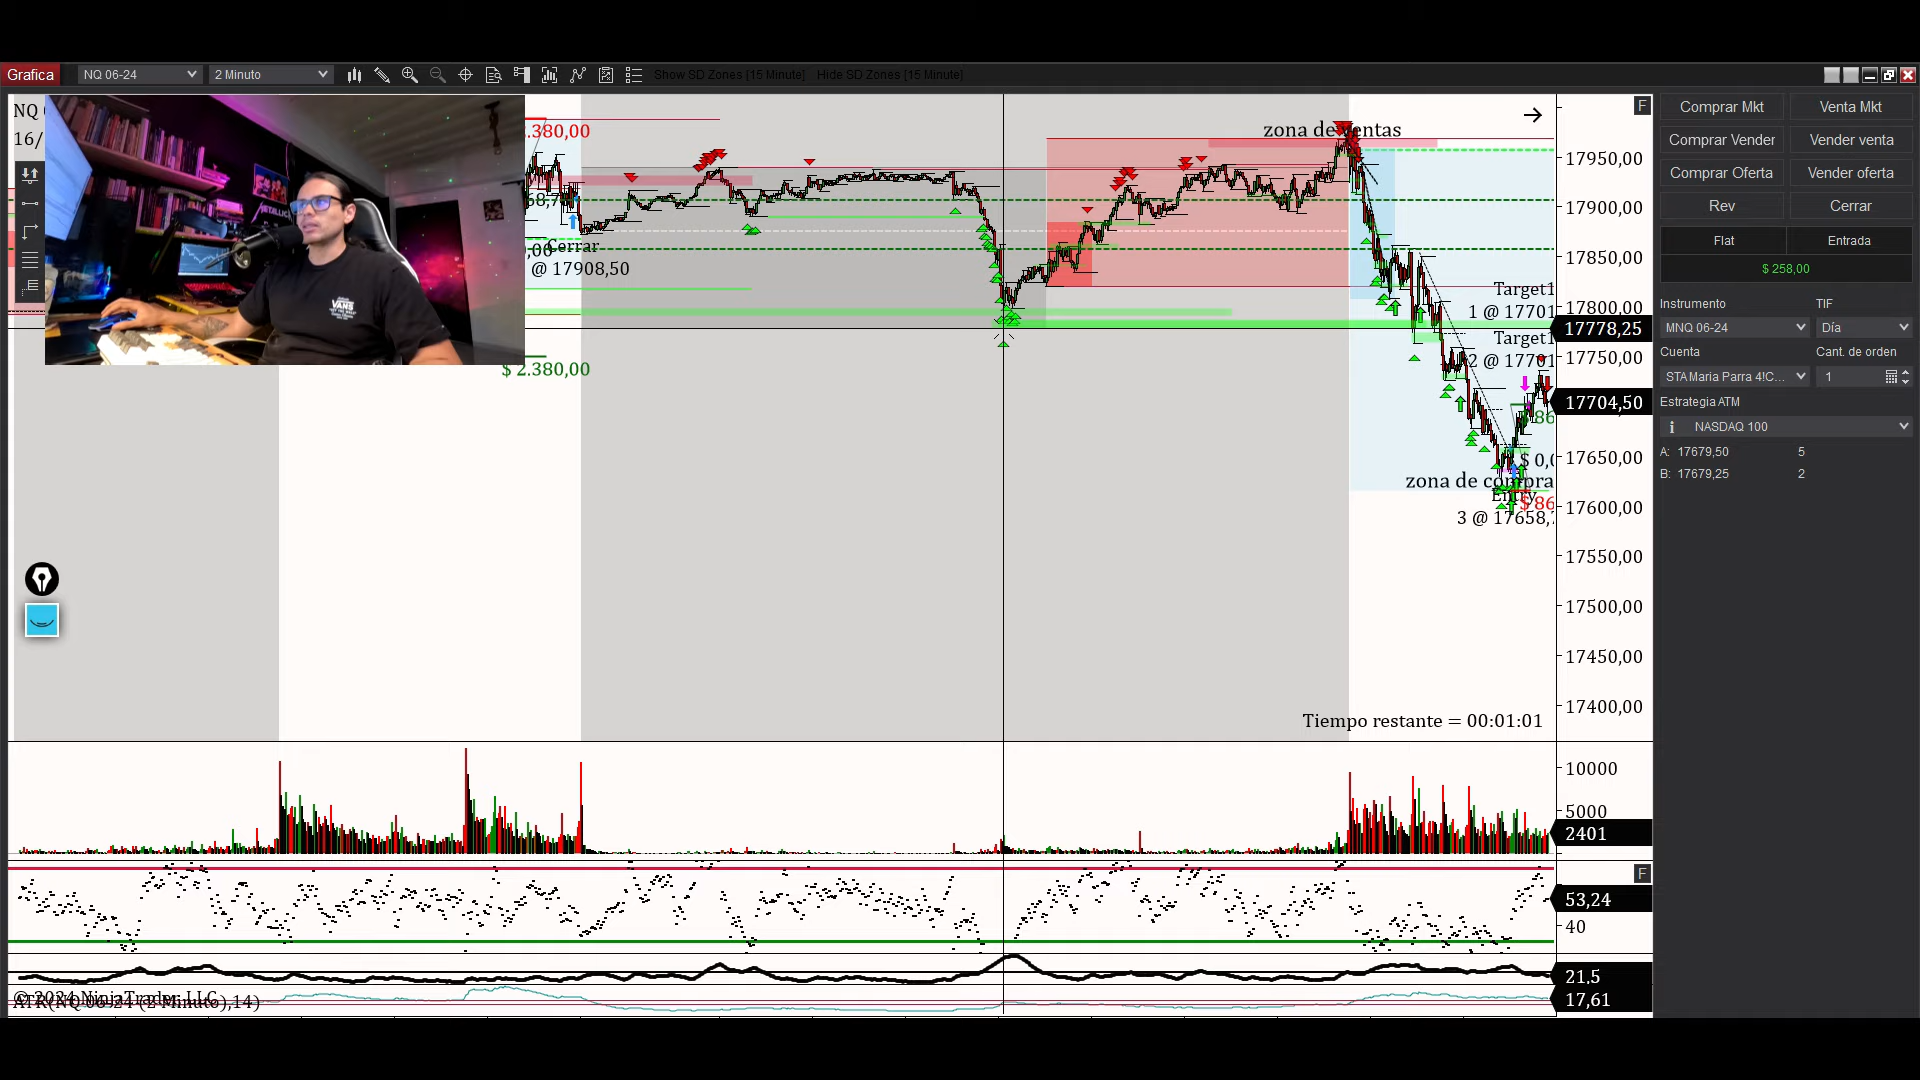 Grafica
NQ 06-24
2 Minuto
Show SD Zones [15 Minute]
Hide SD Zones [15 Minute]
NQ
16/
F
.380,00
Cerrar
@ 17908,50
$ 2.380,00
METALLICA
VANS
zona de ventas
Target1
1 @ 17701
Target1
2 @ 17701
$ 0,0
zona de compra
Entry
3 @ 17658,
Tiempo restante = 00:01:01
17950,00
17900,00
17850,00
17800,00
17778,25
17750,00
17704,50
17650,00
17600,00
17550,00
17500,00
17450,00
17400,00
10000
5000
2401
F
53,24
40
21,5
17,61
© 2024 NinjaTrader, LLC
ATR(NQ 06-24 (2 Minuto),14)
Comprar Mkt
Venta Mkt
Comprar Vender
Vender venta
Comprar Oferta
Vender oferta
Rev
Cerrar
Flat
Entrada
$ 258,00
Instrumento
TIF
MNQ 06-24
Día
Cuenta
Cant. de orden
STAMaria Parra 4!C...
1
Estrategia ATM
NASDAQ 100
A: 17679,50 5
B: 17679,25 2